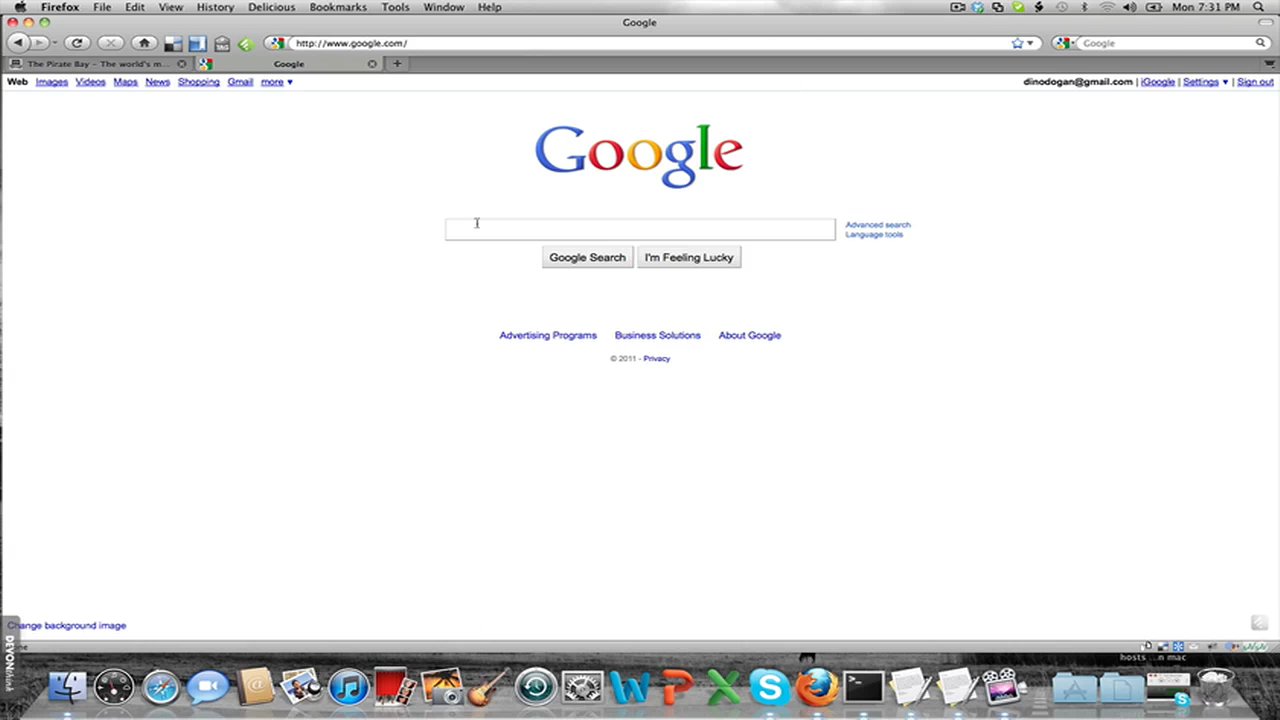 Firefox File Edit View History Delicious Bookmarks Tools Window Help Mon 7:31 PM
Google
http://www.google.com/ Google
The Pirate Bay - The world's m... Google
Web Images Videos Maps News Shopping Gmail more ▼ dinodogan@gmail.com | iGoogle | Settings ▼ | Sign out
Google
Advanced search
Language tools
Google Search I'm Feeling Lucky
Advertising Programs Business Solutions About Google
© 2011 - Privacy
Change background image
DEVONthink
hosts ...n mac